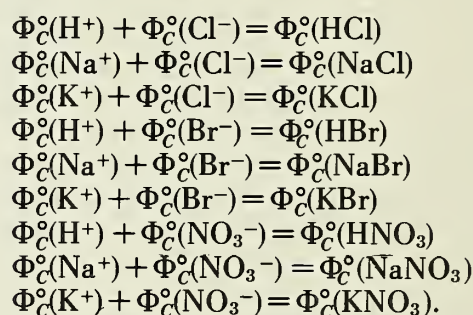 Φ°C(H⁺) + Φ°C(Cl⁻) = Φ°C(HCl)
Φ°C(Na⁺) + Φ°C(Cl⁻) = Φ°C(NaCl)
Φ°C(K⁺) + Φ°C(Cl⁻) = Φ°C(KCl)
Φ°C(H⁺) + Φ°C(Br⁻) = Φ°C(HBr)
Φ°C(Na⁺) + Φ°C(Br⁻) = Φ°C(NaBr)
Φ°C(K⁺) + Φ°C(Br⁻) = Φ°C(KBr)
Φ°C(H⁺) + Φ°C(NO₃⁻) = Φ°C(HNO₃)
Φ°C(Na⁺) + Φ°C(NO₃⁻) = Φ°C(NaNO₃)
Φ°C(K⁺) + Φ°C(NO₃⁻) = Φ°C(KNO₃).